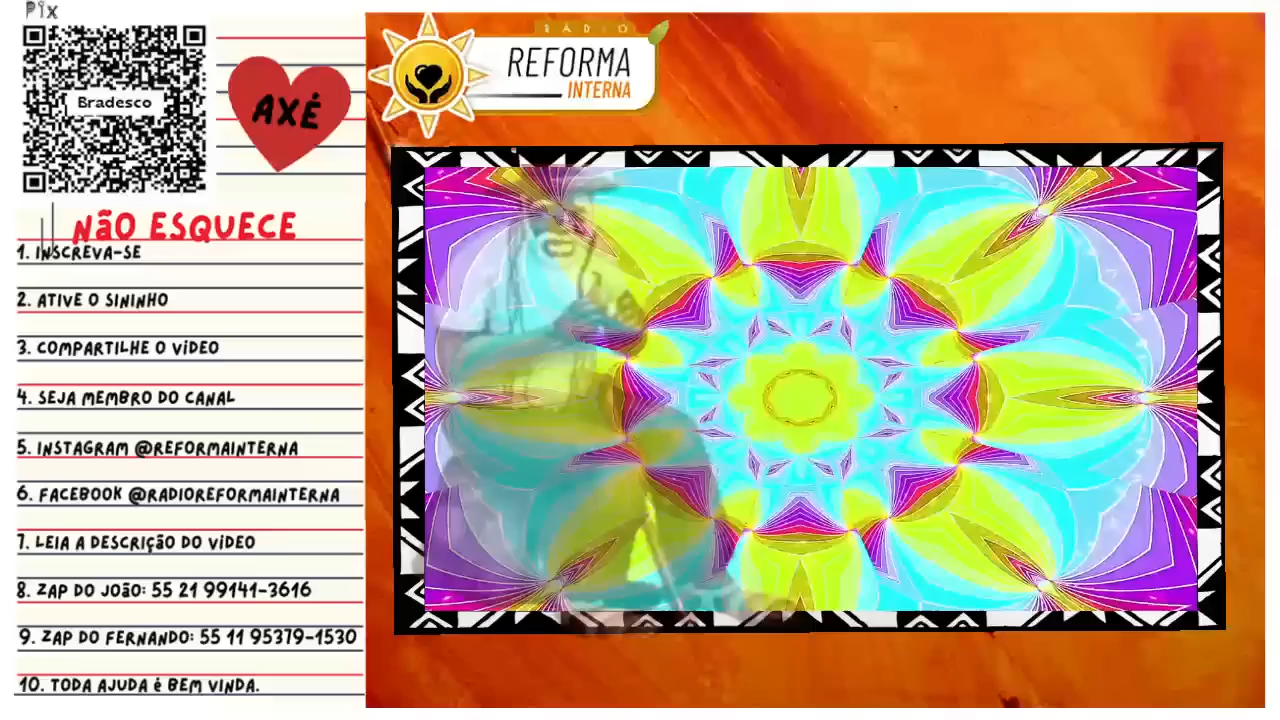 Pix
Bradesco
AXÉ
NÃO ESQUECE
1. INSCREVA-SE
2. ATIVE O SININHO
3. COMPARTILHE O VÍDEO
4. SEJA MEMBRO DO CANAL
5. INSTAGRAM @REFORMAINTERNA
6. FACEBOOK @RADIOREFORMAINTERNA
7. LEIA A DESCRIÇÃO DO VÍDEO
8. ZAP DO JOÃO: 55 21 99141-3616
9. ZAP DO FERNANDO: 55 11 95379-1530
10. TODA AJUDA É BEM VINDA.
RÁDIO
REFORMA
INTERNA